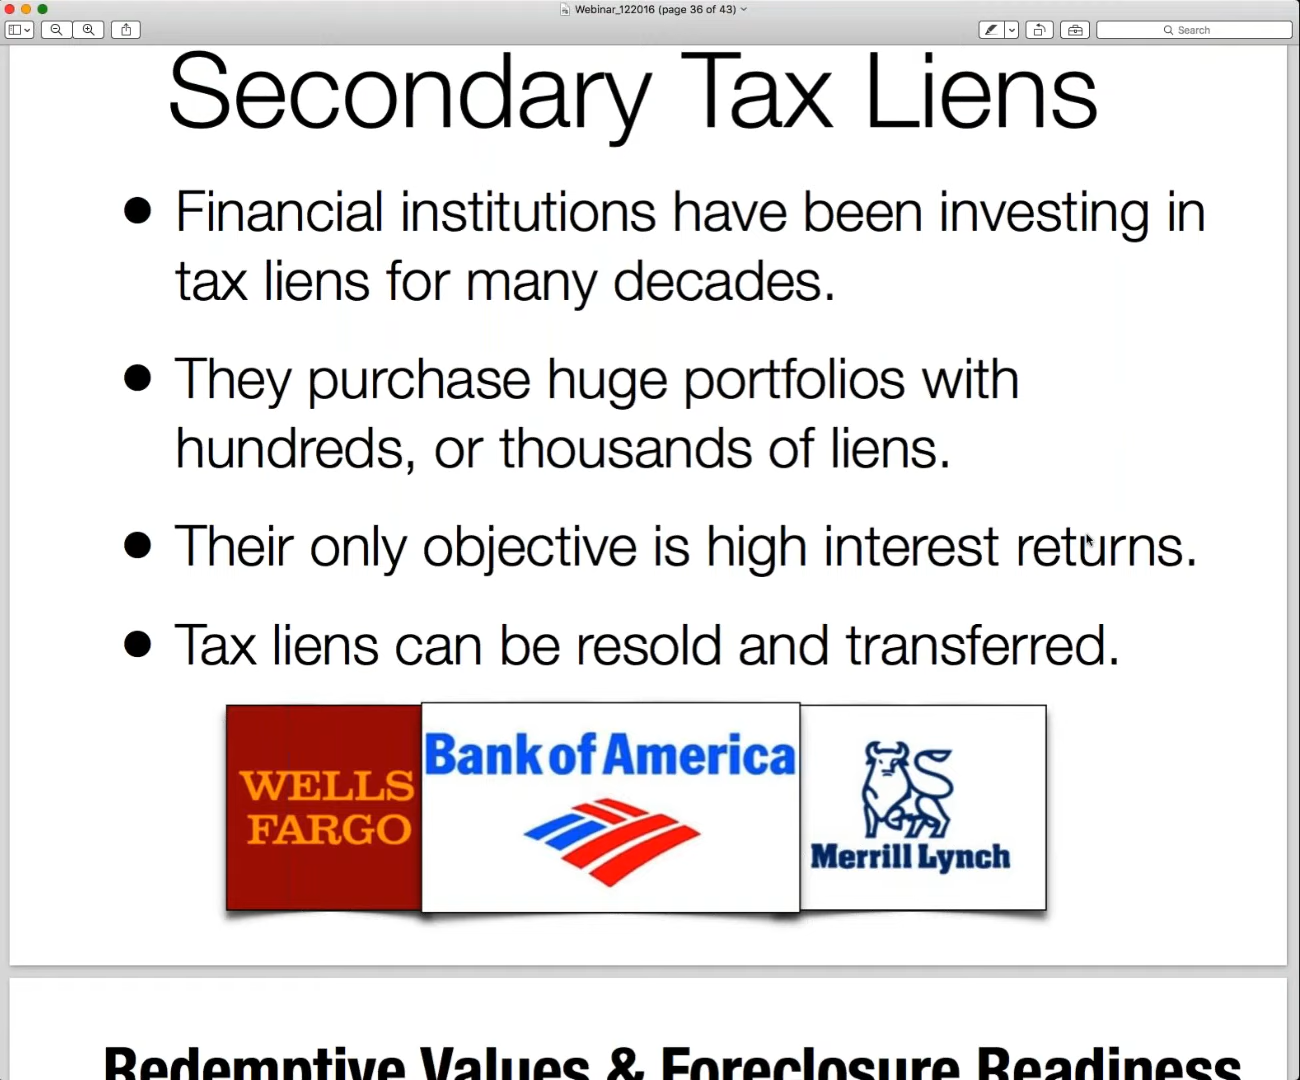 Webinar_122016 (page 36 of 43)
Search
Secondary Tax Liens
Financial institutions have been investing in
tax liens for many decades.
They purchase huge portfolios with
hundreds, or thousands of liens.
Their only objective is high interest returns.
Tax liens can be resold and transferred.
WELLS
FARGO
Bank of America
Merrill Lynch
Redemptive Values & Foreclosure Readiness